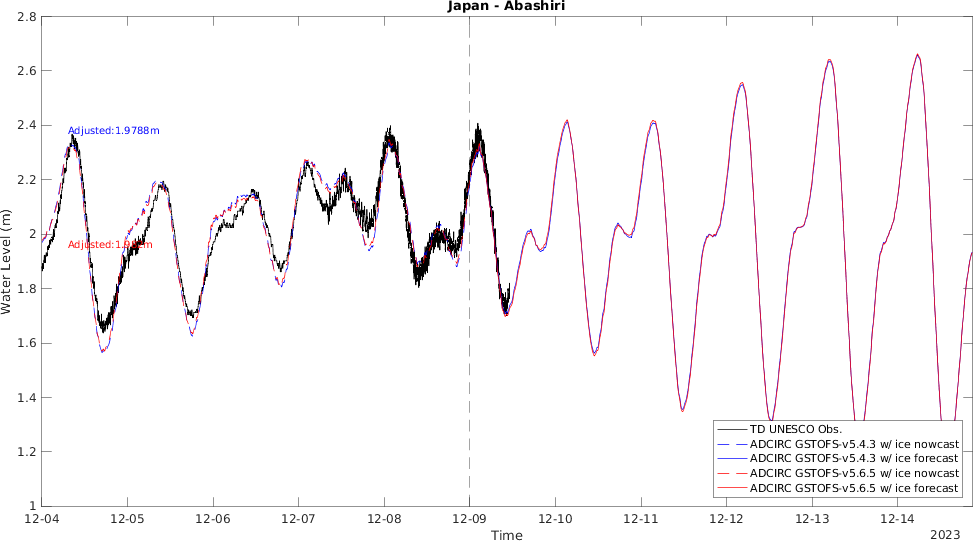 Japan - Abashiri
2.8
2.6
2.4
2.2
2
1.8
1.6
1.4
1.2
1
Water Level (m)
Adjusted:1.9788m
TD UNESCO Obs.
ADCIRC GSTOFS-v5.4.3 w/ ice nowcast
ADCIRC GSTOFS-v5.4.3 w/ ice forecast
ADCIRC GSTOFS-v5.6.5 w/ ice nowcast
ADCIRC GSTOFS-v5.6.5 w/ ice forecast
12-04 12-05 12-06 12-07 12-08 12-09 12-10 12-11 12-12 12-13 12-14
Time
2023